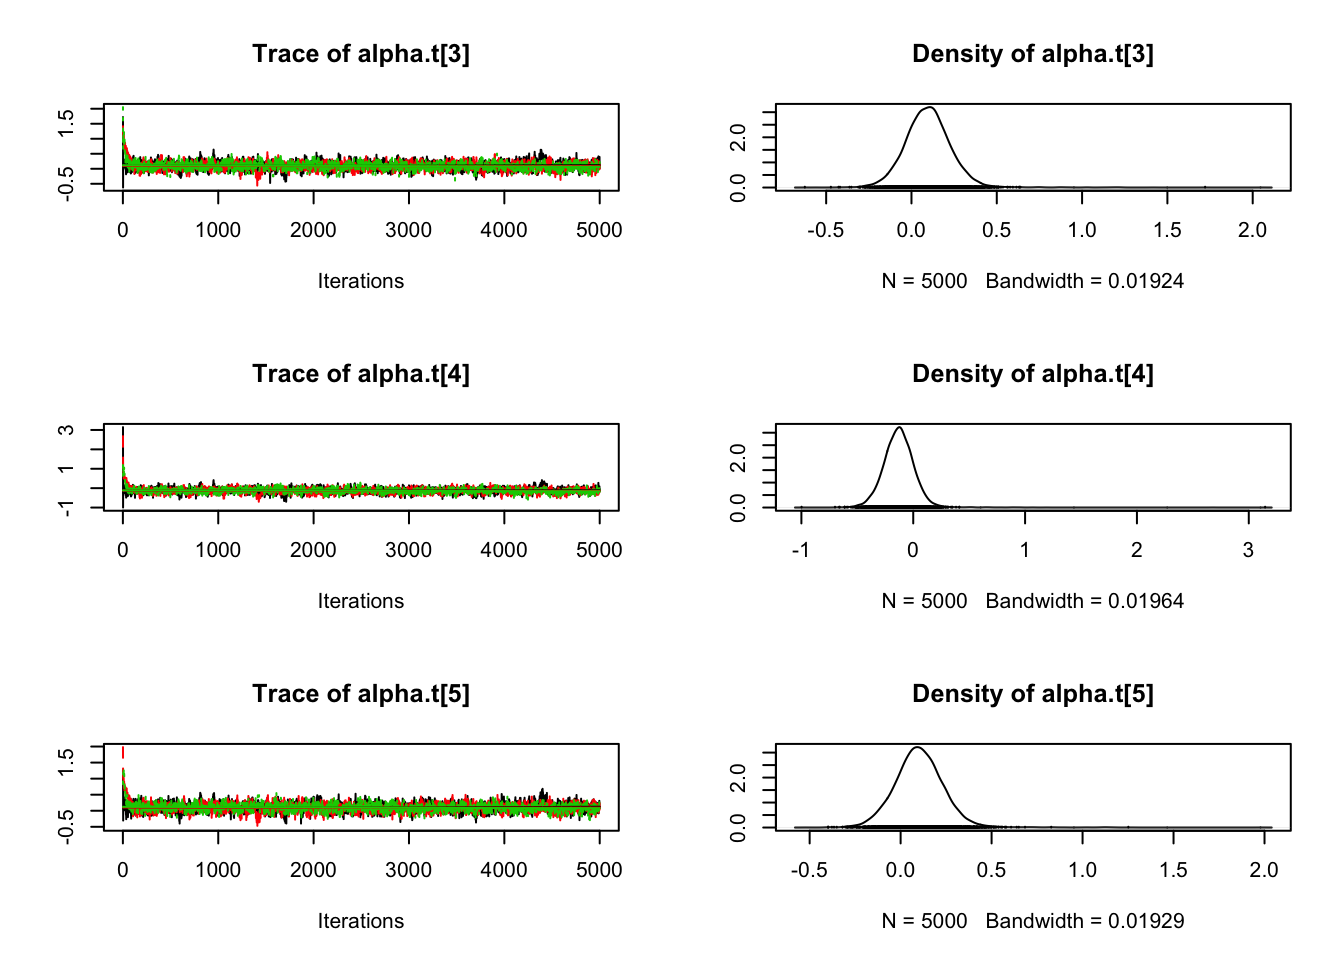 Trace of alpha.t[3]
1.5
-0.5
0 1000 2000 3000 4000 5000
Iterations
Density of alpha.t[3]
2.0
0.0
-0.5 0.0 0.5 1.0 1.5 2.0
N = 5000 Bandwidth = 0.01924
Trace of alpha.t[4]
3
1
-1
0 1000 2000 3000 4000 5000
Iterations
Density of alpha.t[4]
2.0
0.0
-1 0 1 2 3
N = 5000 Bandwidth = 0.01964
Trace of alpha.t[5]
1.5
-0.5
0 1000 2000 3000 4000 5000
Iterations
Density of alpha.t[5]
2.0
0.0
-0.5 0.0 0.5 1.0 1.5 2.0
N = 5000 Bandwidth = 0.01929